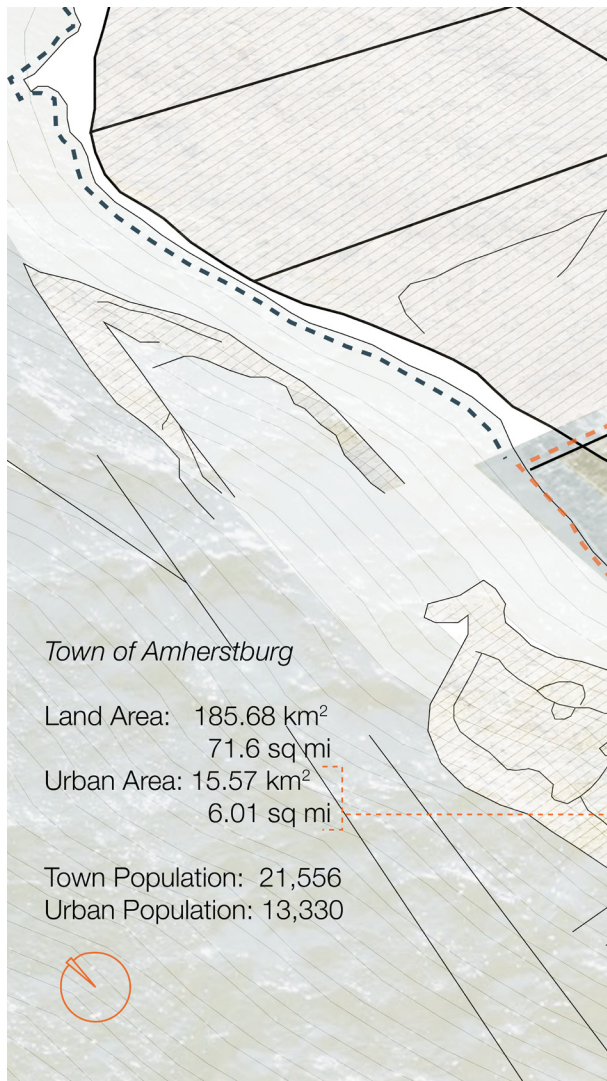 Town of Amherstburg
Land Area: 185.68 km²
71.6 sq mi
Urban Area: 15.57 km²
6.01 sq mi
Town Population: 21,556
Urban Population: 13,330